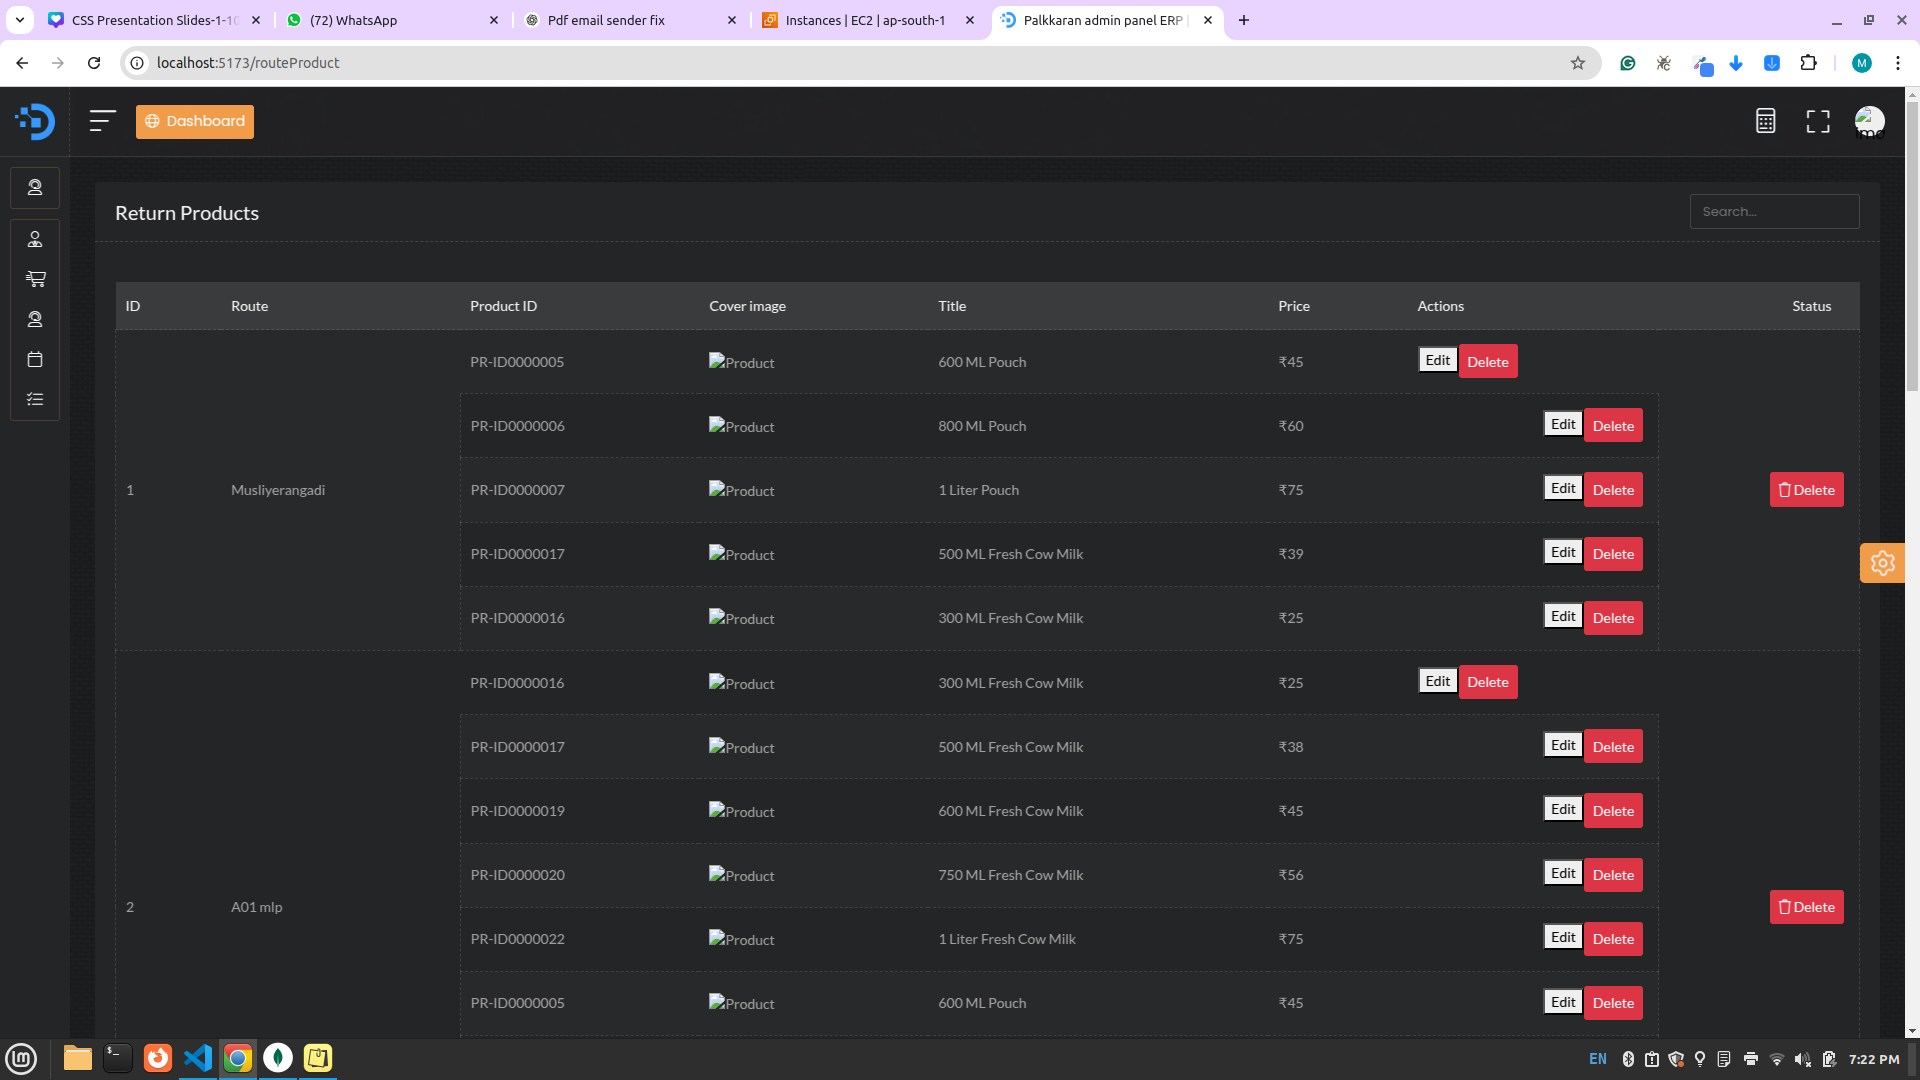 CSS Presentation Slides-1-10
(72) WhatsApp
Pdf email sender fix
Instances | EC2 | ap-south-1
Palkkaran admin panel ERP |
localhost:5173/routeProduct
M
Dashboard
Return Products
Search...
ID Route Product ID Cover image Title Price Actions Status
PR-ID0000005 Product 600 ML Pouch ₹45 Edit Delete
PR-ID0000006 Product 800 ML Pouch ₹60 Edit Delete
1 Musliyerangadi PR-ID0000007 Product 1 Liter Pouch ₹75 Edit Delete Delete
PR-ID0000017 Product 500 ML Fresh Cow Milk ₹39 Edit Delete
PR-ID0000016 Product 300 ML Fresh Cow Milk ₹25 Edit Delete
PR-ID0000016 Product 300 ML Fresh Cow Milk ₹25 Edit Delete
PR-ID0000017 Product 500 ML Fresh Cow Milk ₹38 Edit Delete
PR-ID0000019 Product 600 ML Fresh Cow Milk ₹45 Edit Delete
PR-ID0000020 Product 750 ML Fresh Cow Milk ₹56 Edit Delete
2 A01 mlp Delete
PR-ID0000022 Product 1 Liter Fresh Cow Milk ₹75 Edit Delete
PR-ID0000005 Product 600 ML Pouch ₹45 Edit Delete
EN 7:22 PM